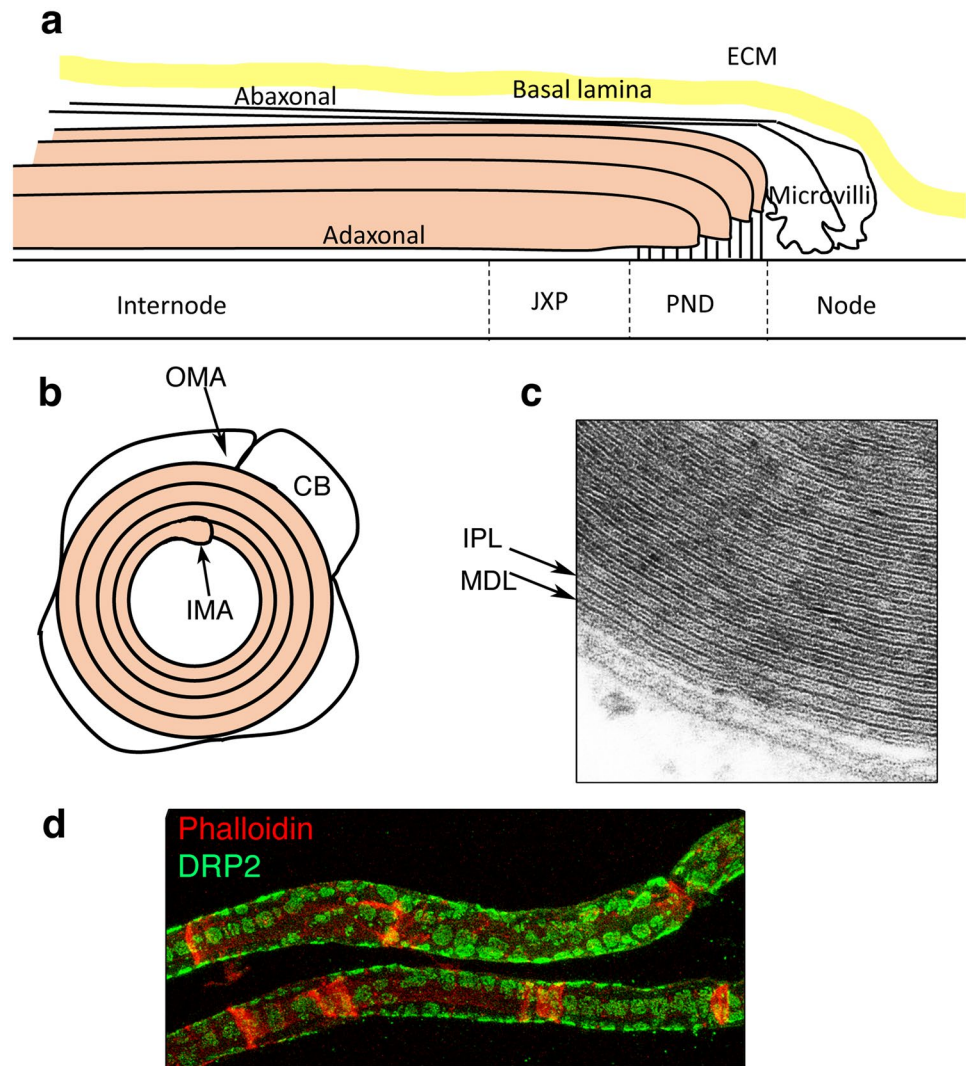 a
ECM
Abaxonal
Basal lamina
Microvilli
Adaxonal
Internode
JXP
PND
Node
b
OMA
CB
IMA
c
IPL
MDL
d
Phalloidin
DRP2